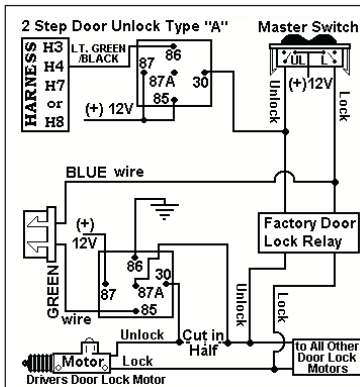 2 Step Door Unlock Type "A"
Master Switch
HARNESS
H3
H4
H7
or
H8
LT. GREEN
/BLACK
86
87
87A
30
85
(+) 12V
UL
L
(+)12V
Unlock
Lock
BLUE wire
Factory Door
Lock Relay
(+)
12V
GREEN
wire
86
30
87
87A
85
Unlock
Cut in
Half
Unlock
Lock
Motor
Lock
to All Other
Door Lock
Motors
Drivers Door Lock Motor